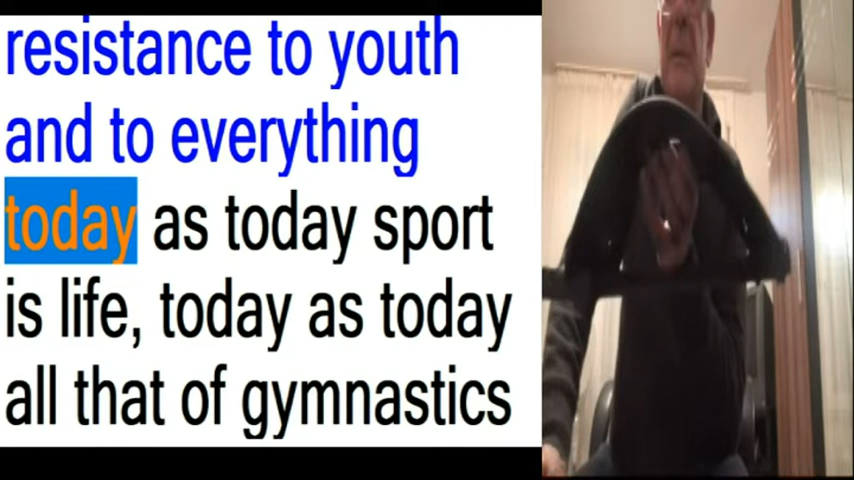 resistance to youth
and to everything
today as today sport
is life, today as today
all that of gymnastics